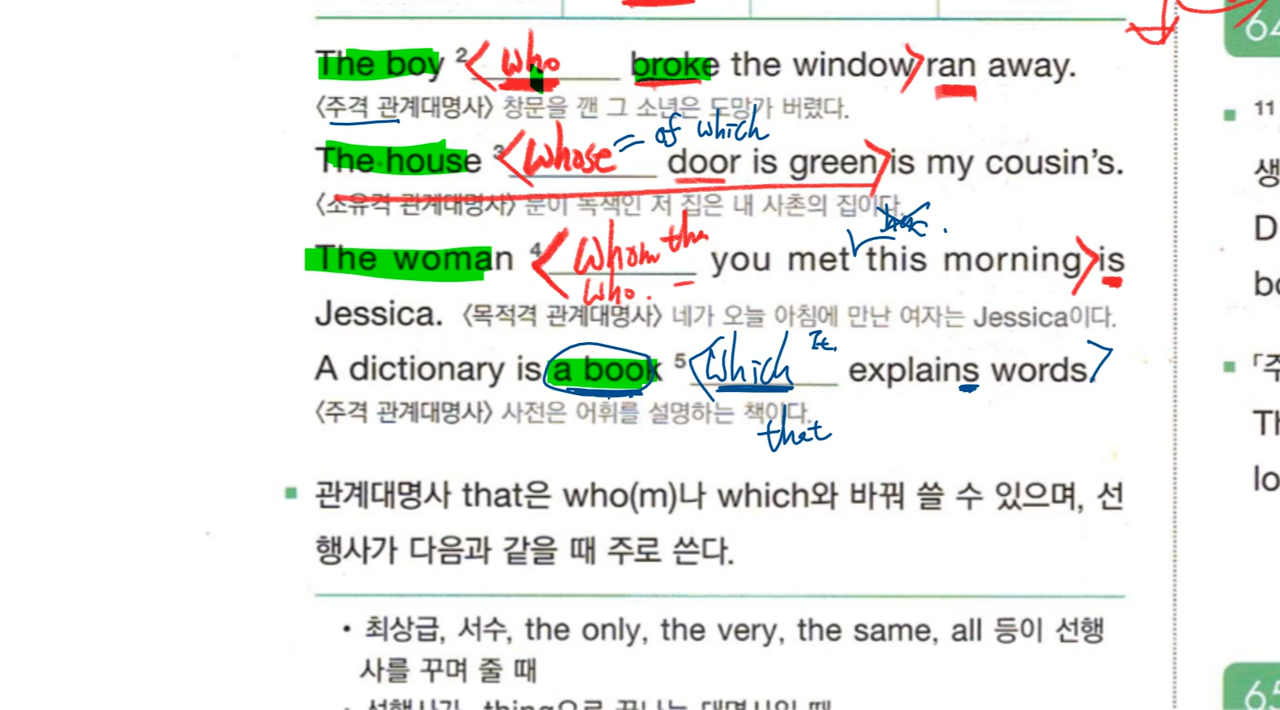 The boy ² who broke the window ran away.
〈주격 관계대명사〉 창문을 깬 그 소년은 도망가 버렸다.
= of which
The house ³ whose door is green is my cousin's.
〈소유격 관계대명사〉 문이 녹색인 저 집은 내 사촌의 집이다.
The woman ⁴ whom tha you met this morning is
who.
Jessica. 〈목적격 관계대명사〉 네가 오늘 아침에 만난 여자는 Jessica이다.
A dictionary is a book ⁵ which explains words.
〈주격 관계대명사〉 사전은 어휘를 설명하는 책이다.
that
■ 관계대명사 that은 who(m)나 which와 바꿔 쓸 수 있으며, 선
행사가 다음과 같을 때 주로 쓴다.
• 최상급, 서수, the only, the very, the same, all 등이 선행
사를 꾸며 줄 때
64
11
생
D
bo
「주
Th
lo
65